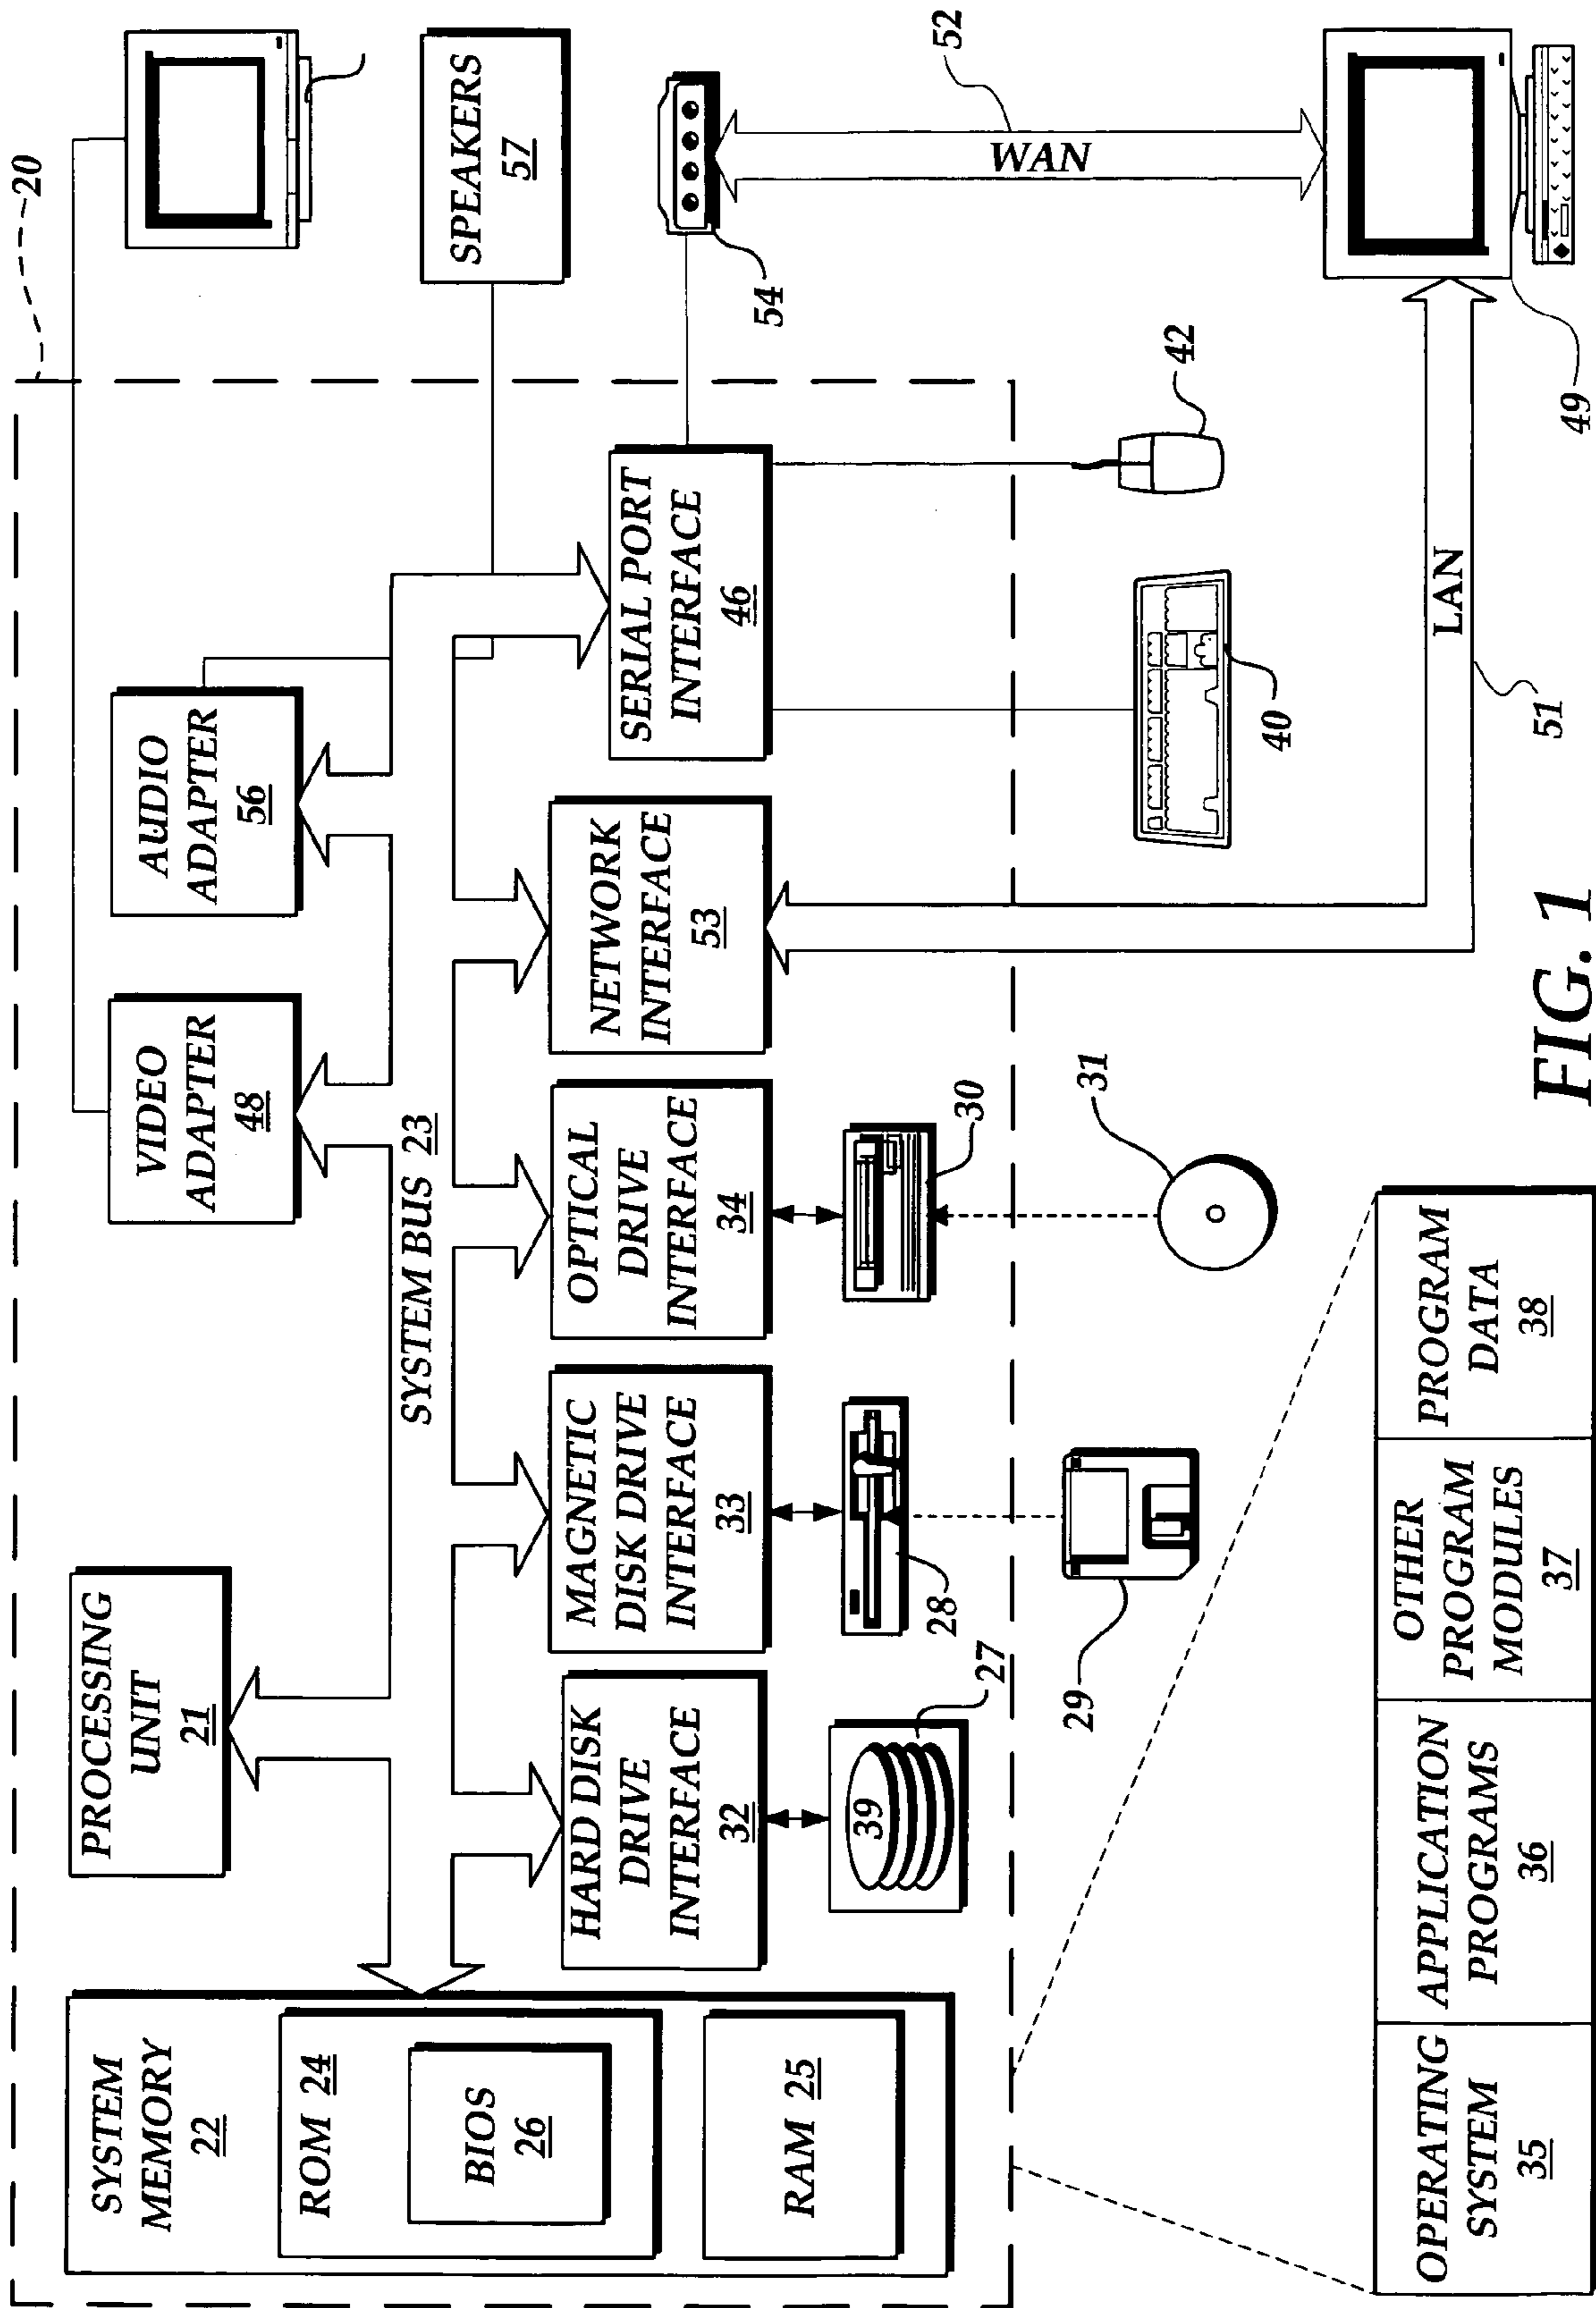 20
SYSTEM
MEMORY
22
ROM 24
BIOS
26
RAM 25
PROCESSING
UNIT
21
VIDEO
ADAPTER
48
AUDIO
ADAPTER
56
SPEAKERS
57
SYSTEM BUS 23
HARD DISK
DRIVE
INTERFACE
32
MAGNETIC
DISK DRIVE
INTERFACE
33
OPTICAL
DRIVE
INTERFACE
34
NETWORK
INTERFACE
53
SERIAL PORT
INTERFACE
46
54
52
WAN
39
27
28
30
29
31
40
42
LAN
51
49
OPERATING
SYSTEM
35
APPLICATION
PROGRAMS
36
OTHER
PROGRAM
MODULES
37
PROGRAM
DATA
38
FIG. 1